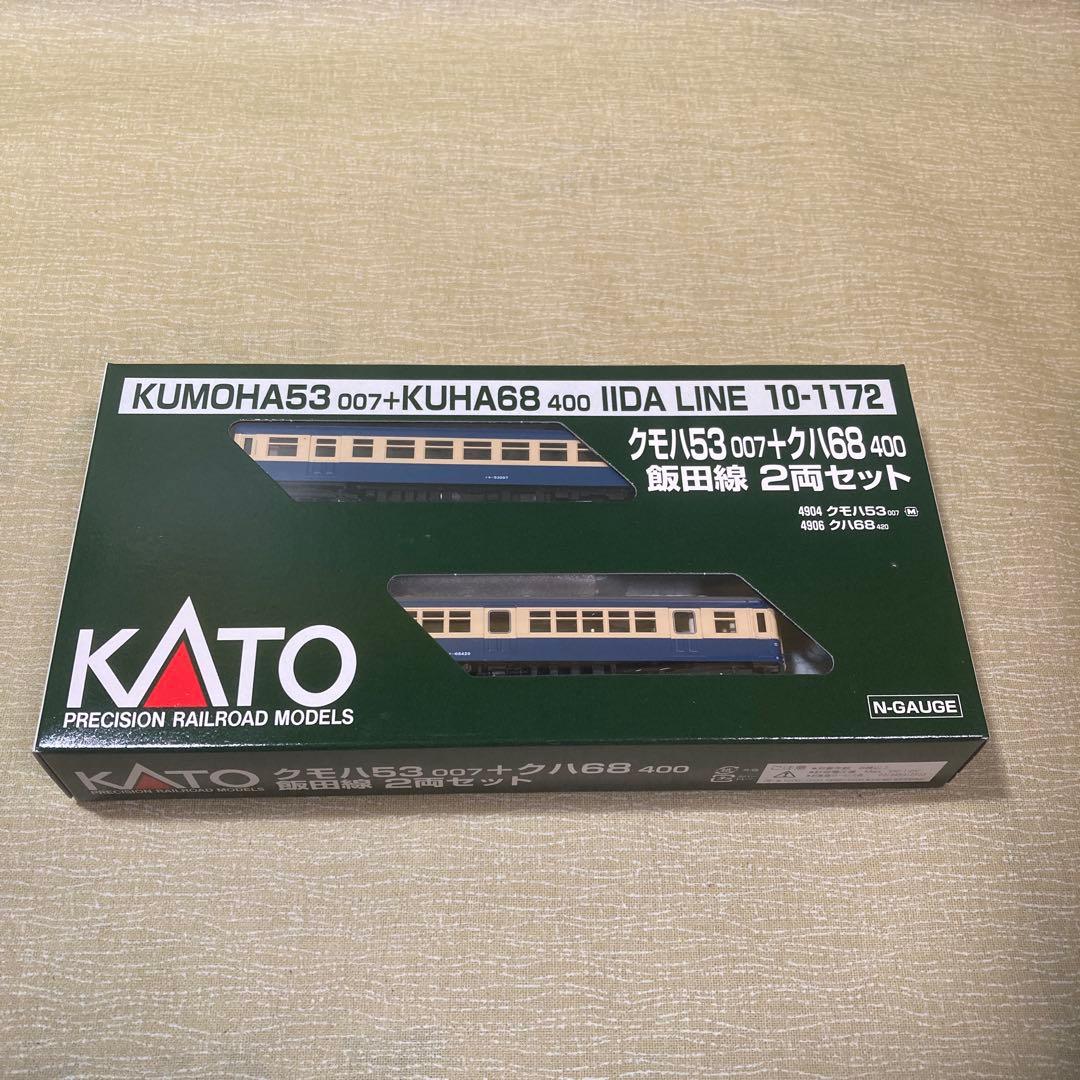 KUMOHA53 007+KUHA68 400 IIDA LINE 10-1172
クモハ53 007+クハ68 400
飯田線 2両セット
4904 クモハ53 007 M
4906 クハ68 420
KATO
PRECISION RAILROAD MODELS
N-GAUGE
KATO
PRECISION RAILROAD MODELS
クモハ53 007+クハ68 400
飯田線 2両セット